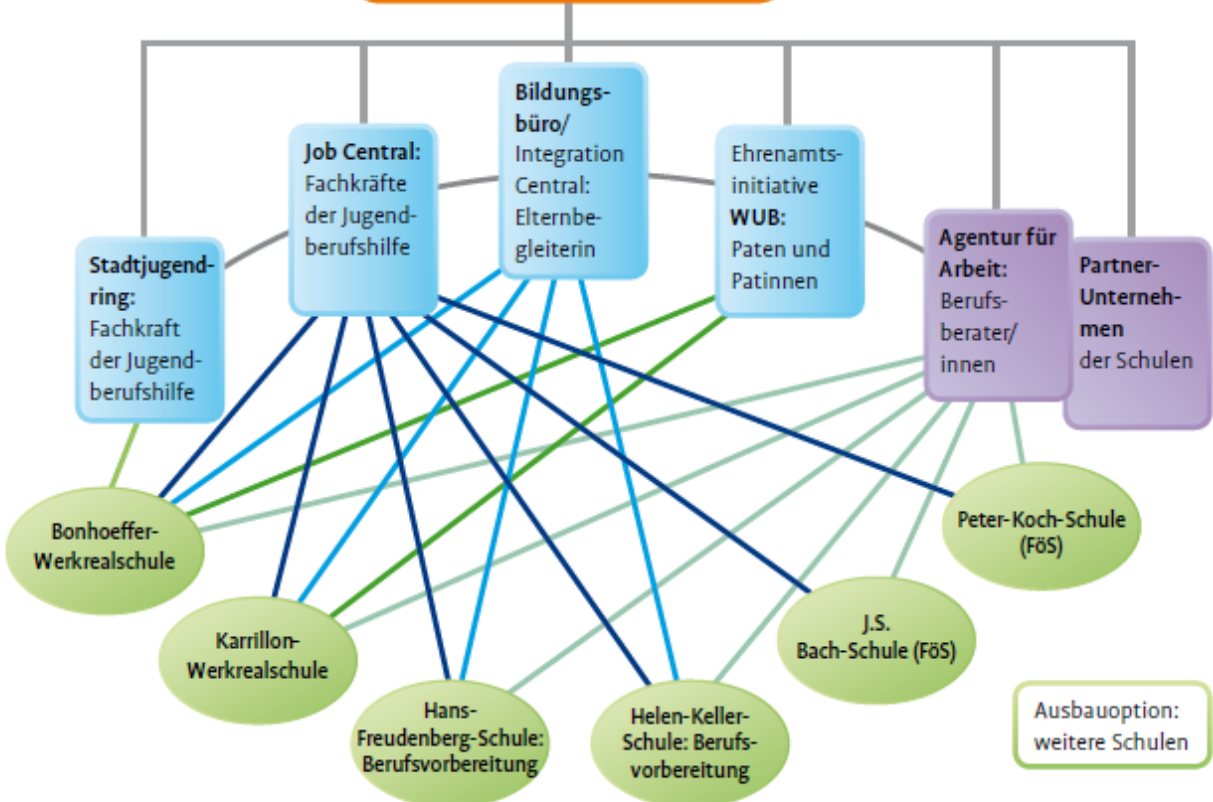 Bildungs-
büro/
Integration
Central:
Elternbe-
gleiterin
Job Central:
Fachkräfte
der Jugend-
berufshilfe
Ehrenamts-
initiative
WUB:
Paten und
Patinnen
Stadtjugend-
ring:
Fachkraft
der Jugend-
berufshilfe
Agentur für
Arbeit:
Berufs-
berater/
innen
Partner-
Unterneh-
men
der Schulen
Bonhoeffer-
Werkrealschule
Karrillon-
Werkrealschule
Hans-
Freudenberg-Schule:
Berufsvorbereitung
Helen-Keller-
Schule: Berufs-
vorbereitung
J.S.
Bach-Schule (FöS)
Peter-Koch-Schule
(FöS)
Ausbauoption:
weitere Schulen